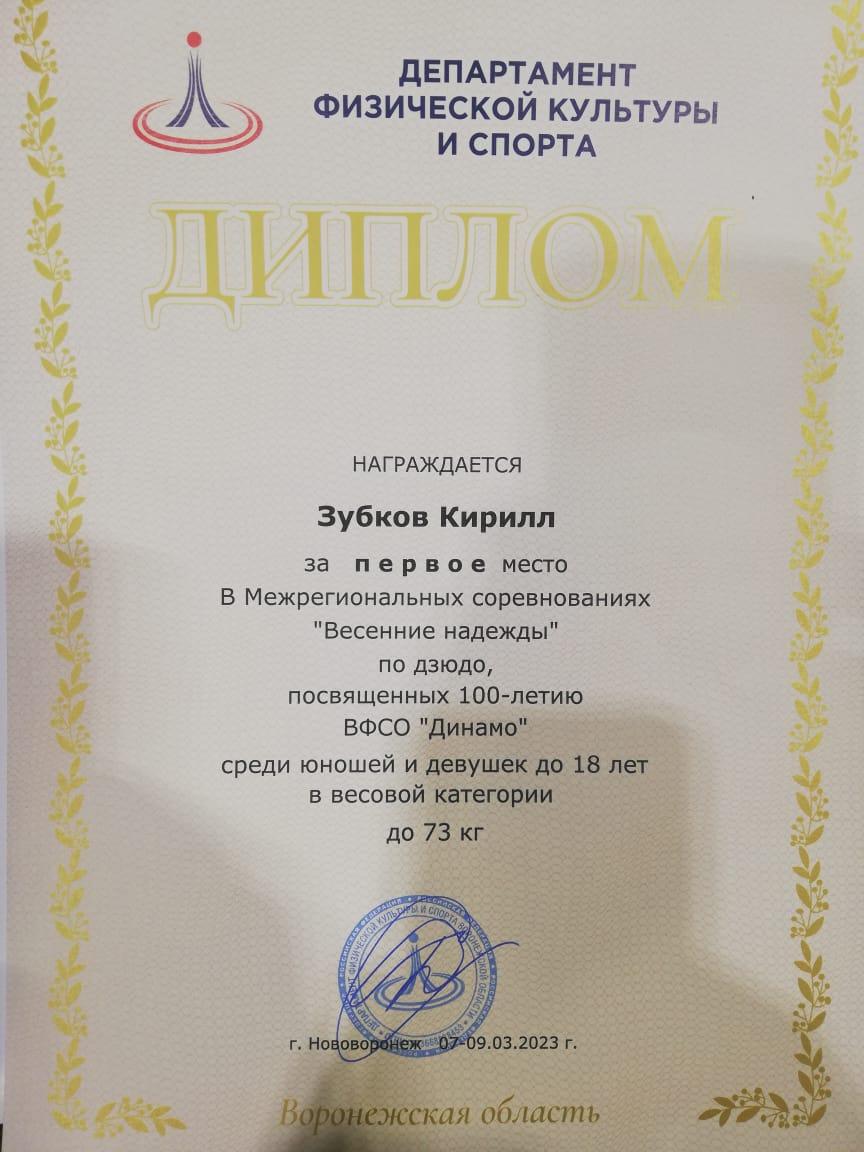 ДЕПАРТАМЕНТ
ФИЗИЧЕСКОЙ КУЛЬТУРЫ
И СПОРТА
ДИПЛОМ
НАГРАЖДАЕТСЯ
Зубков Кирилл
за первое место
В Межрегиональных соревнованиях
"Весенние надежды"
по дзюдо,
посвященных 100-летию
ВФСО "Динамо"
среди юношей и девушек до 18 лет
в весовой категории
до 73 кг
г. Нововоронеж 07-09.03.2023 г.
Воронежская область